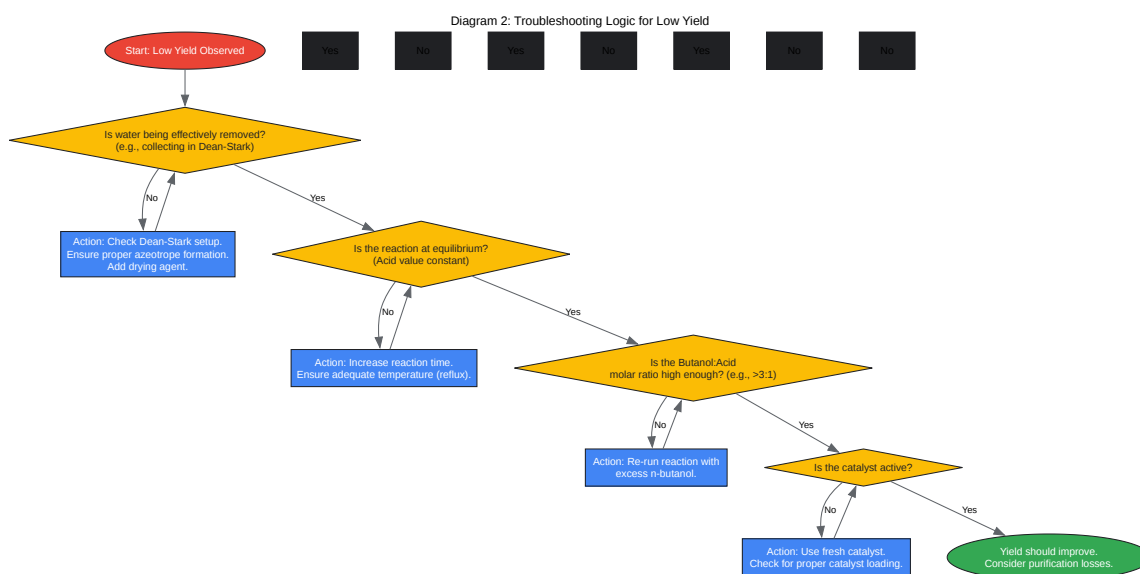 Diagram 2: Troubleshooting Logic for Low Yield
Start: Low Yield Observed
Yes
No
Yes
No
Yes
No
No
Is water being effectively removed?
(e.g., collecting in Dean-Stark)
No
Yes
Action: Check Dean-Stark setup.
Ensure proper azeotrope formation.
Add drying agent.
Is the reaction at equilibrium?
(Acid value constant)
No
Yes
Action: Increase reaction time.
Ensure adequate temperature (reflux).
Is the Butanol:Acid
molar ratio high enough? (e.g., >3:1)
No
Yes
Action: Re-run reaction with
excess n-butanol.
Is the catalyst active?
No
Yes
Action: Use fresh catalyst.
Check for proper catalyst loading.
Yield should improve.
Consider purification losses.